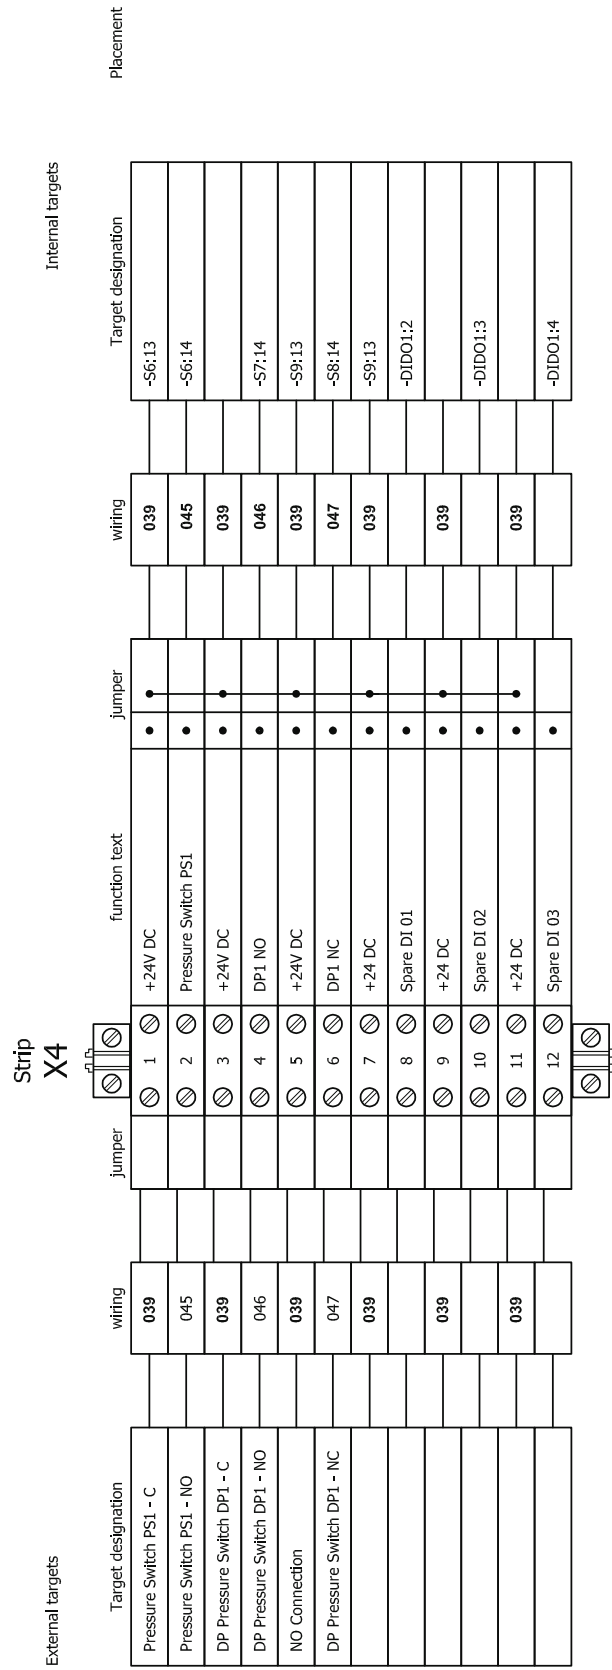 Strip
X4
External targets
Internal targets
Placement
Target designation
wiring
jumper
function text
jumper
wiring
Target designation
Pressure Switch PS1 - C 039 1 +24V DC 039 -S6:13
Pressure Switch PS1 - NO 045 2 Pressure Switch PS1 045 -S6:14
DP Pressure Switch DP1 - C 039 3 +24V DC 039
DP Pressure Switch DP1 - NO 046 4 DP1 NO 046 -S7:14
NO Connection 039 5 +24V DC 039 -S9:13
DP Pressure Switch DP1 - NC 047 6 DP1 NC 047 -S8:14
039 7 +24 DC 039 -S9:13
8 Spare DI 01 -DIDO1:2
039 9 +24 DC 039
10 Spare DI 02 -DIDO1:3
039 11 +24 DC 039
12 Spare DI 03 -DIDO1:4